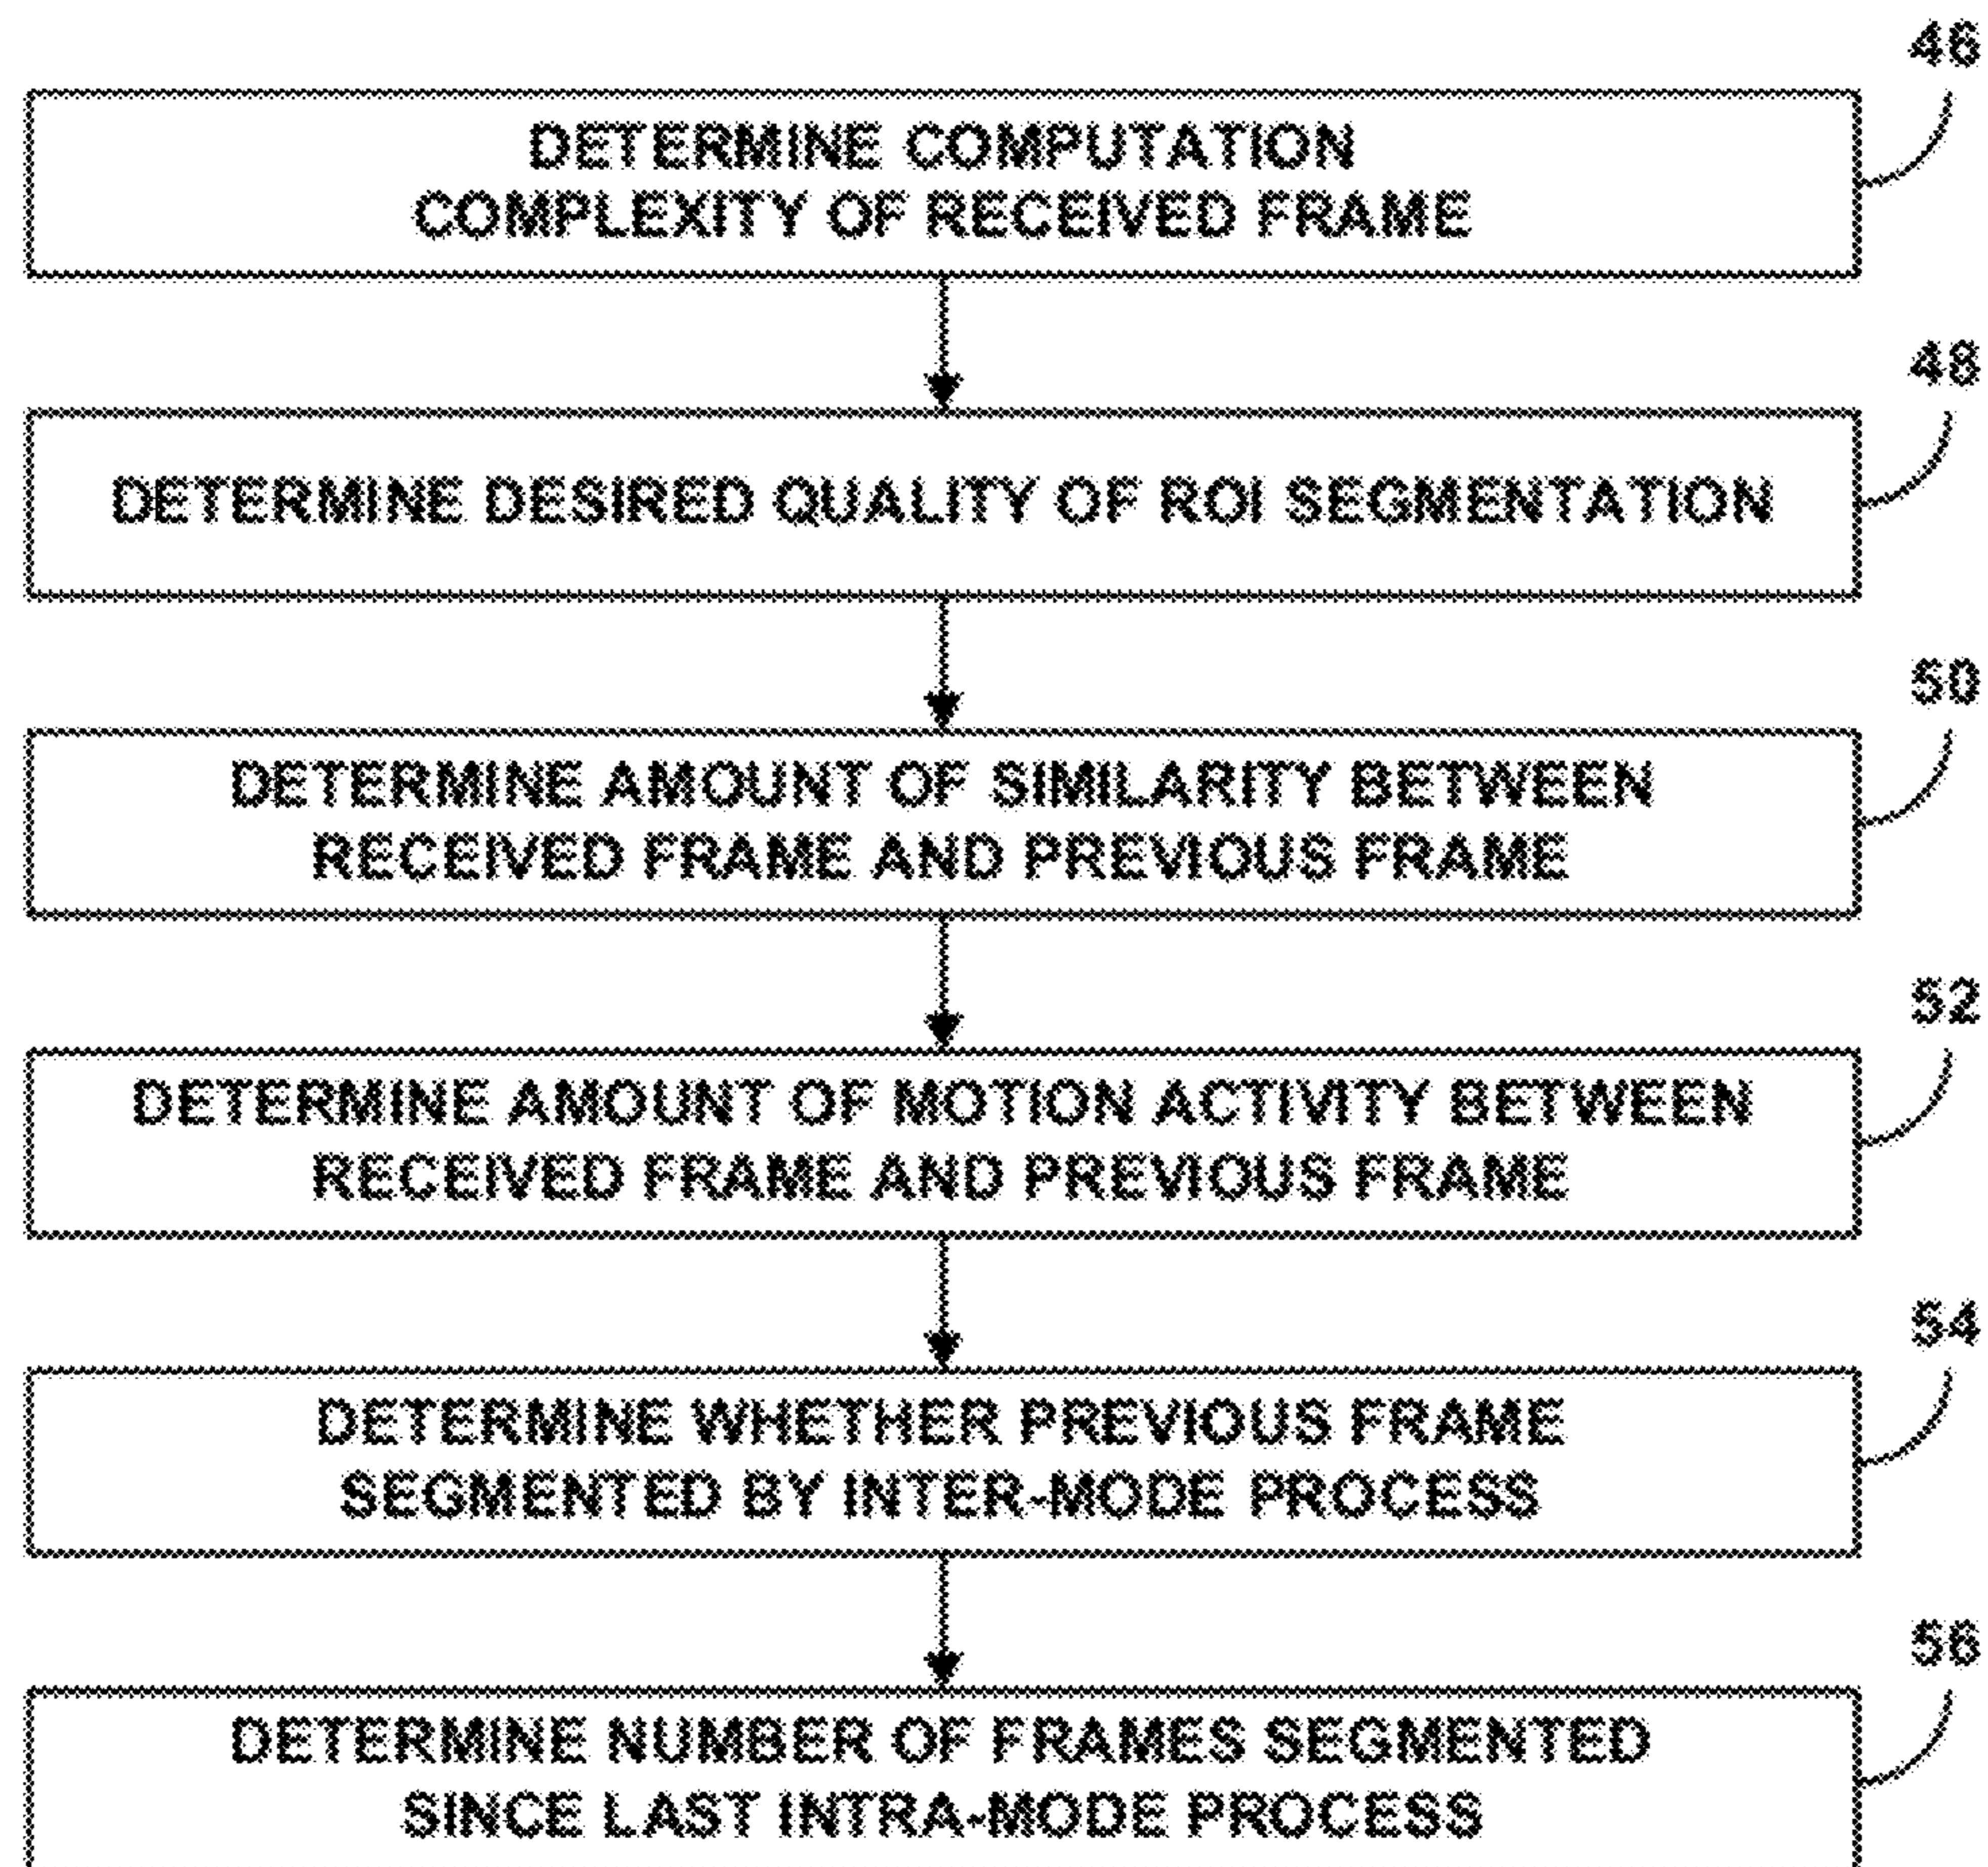 46
DETERMINE COMPUTATION
COMPLEXITY OF RECEIVED FRAME
48
DETERMINE DESIRED QUALITY OF ROI SEGMENTATION
50
DETERMINE AMOUNT OF SIMILARITY BETWEEN
RECEIVED FRAME AND PREVIOUS FRAME
52
DETERMINE AMOUNT OF MOTION ACTIVITY BETWEEN
RECEIVED FRAME AND PREVIOUS FRAME
54
DETERMINE WHETHER PREVIOUS FRAME
SEGMENTED BY INTER-MODE PROCESS
56
DETERMINE NUMBER OF FRAMES SEGMENTED
SINCE LAST INTRA-MODE PROCESS